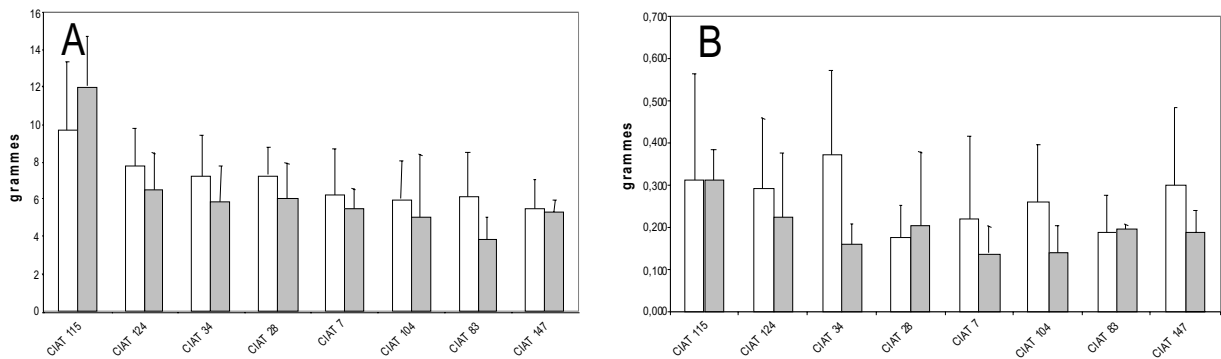 A
grammes
16
14
12
10
8
6
4
2
0
CIAT 115
CIAT 124
CIAT 34
CIAT 28
CIAT 7
CIAT 104
CIAT 83
CIAT 147
B
grammes
0,700
0,600
0,500
0,400
0,300
0,200
0,100
0,000
CIAT 115
CIAT 124
CIAT 34
CIAT 28
CIAT 7
CIAT 104
CIAT 83
CIAT 147